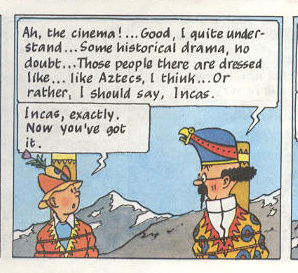 Ah, the cinema!...Good, I quite under-
stand...Some historical drama, no
doubt...Those people there are dressed
like...like Aztecs, I think...Or
rather, I should say, Incas.
Incas, exactly.
Now you've got
it.